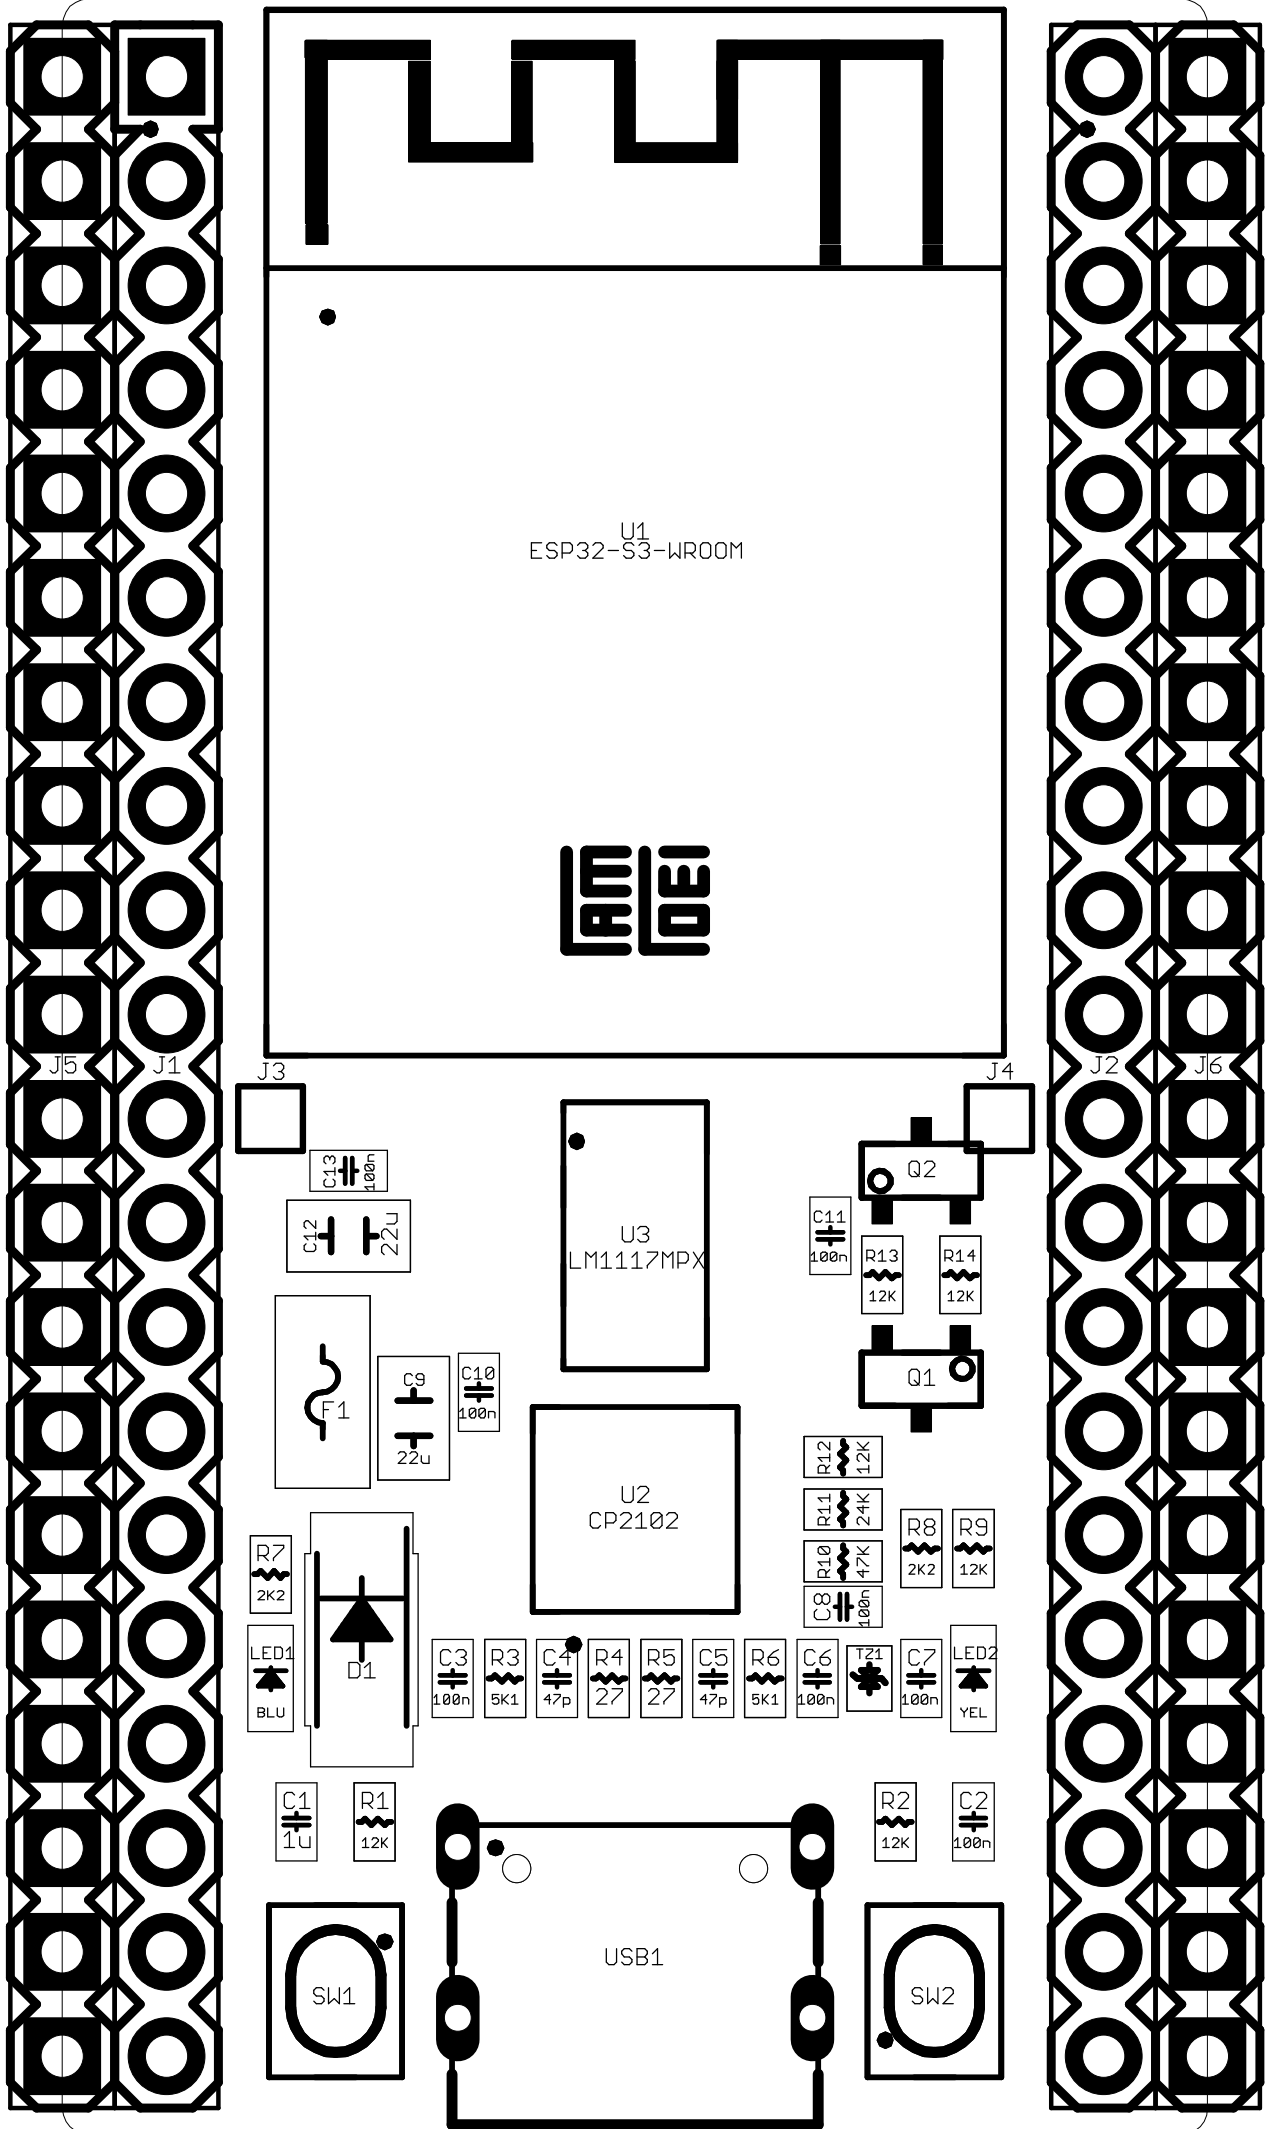 U1
ESP32-S3-WROOM
LAMLOEI
J5
J1
J3
J4
J2
J6
C13
100n
Q2
C12
22u
U3
LM1117MPX
C11
100n
R13
12K
R14
12K
F1
C9
22u
C10
100n
Q1
U2
CP2102
R12
12K
R11
24K
R10
47K
C8
100n
R8
2K2
R9
12K
R7
2K2
LED1
BLU
D1
C3
100n
R3
5K1
C4
47p
R4
27
R5
27
C5
47p
R6
5K1
C6
100n
TZ1
C7
100n
LED2
YEL
C1
1u
R1
12K
R2
12K
C2
100n
SW1
USB1
SW2